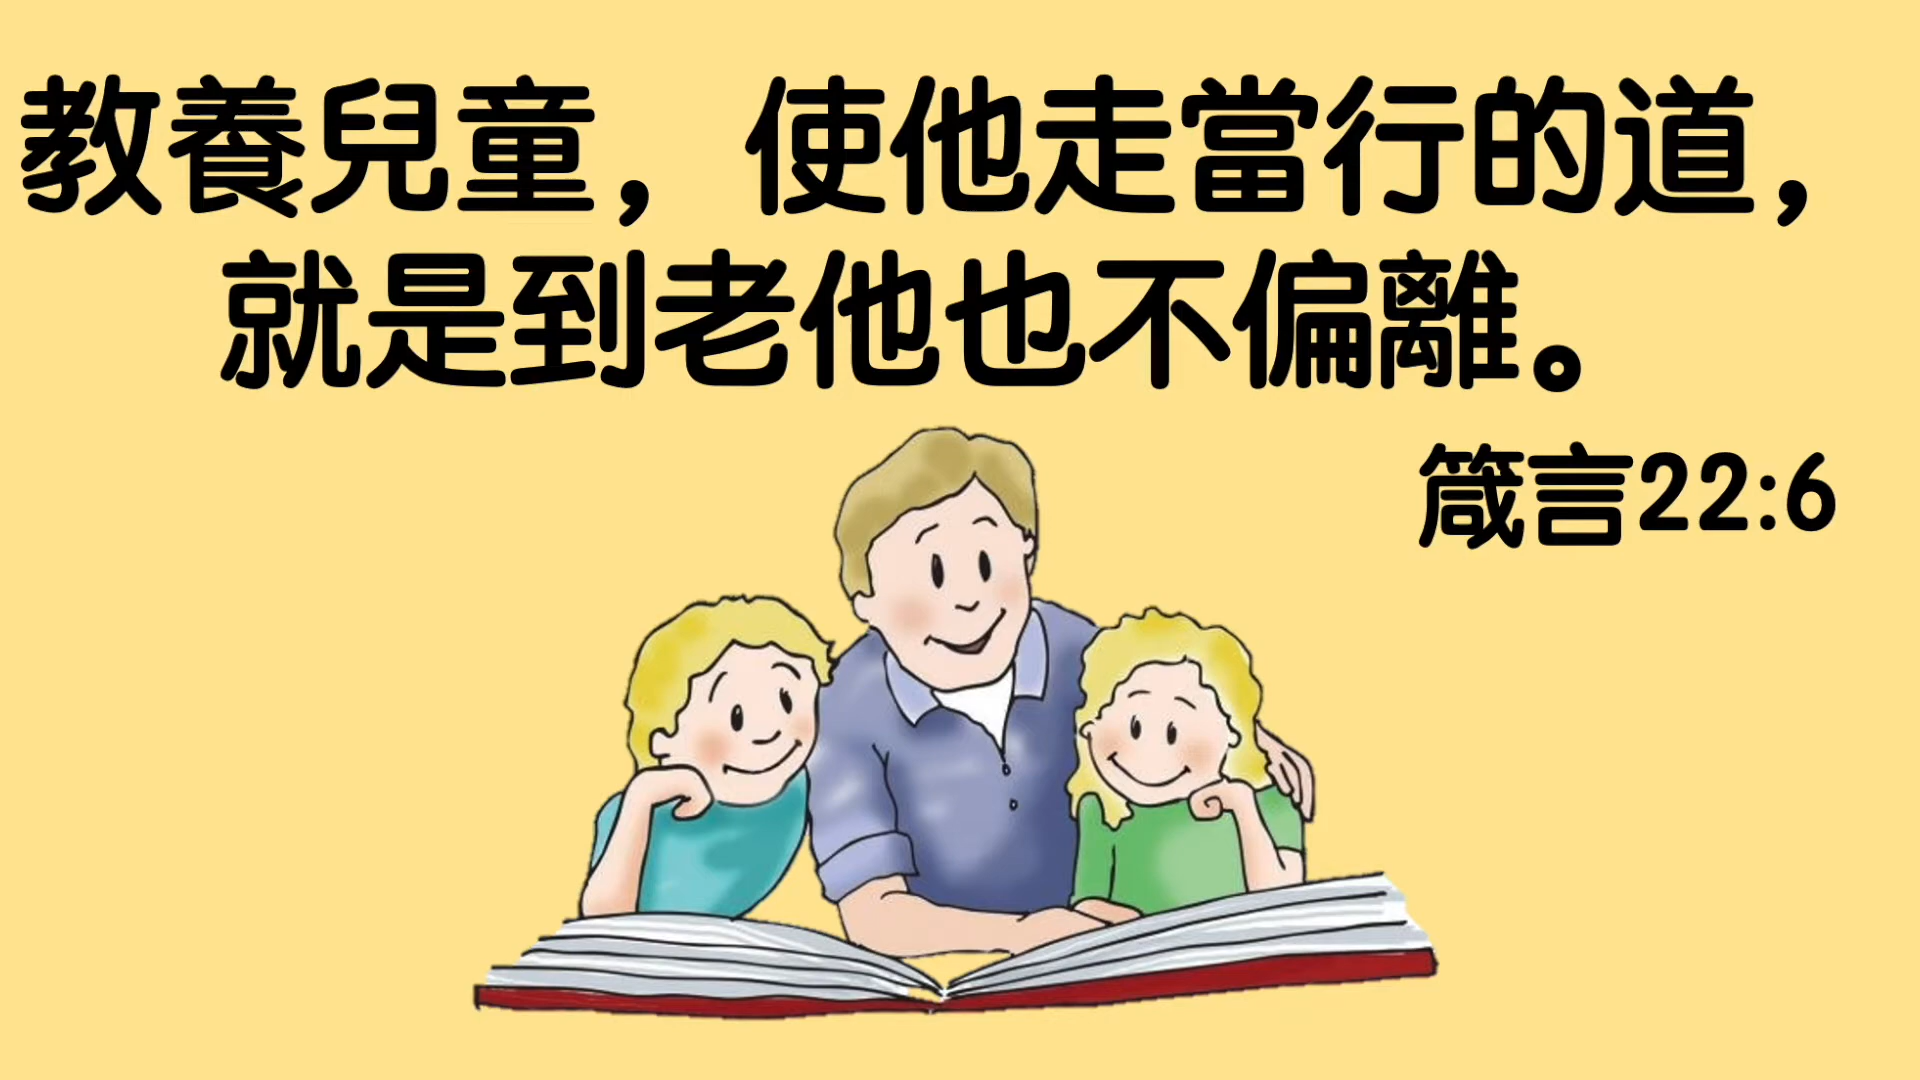 教養兒童，使他走當行的道，
就是到老他也不偏離。
箴言22:6